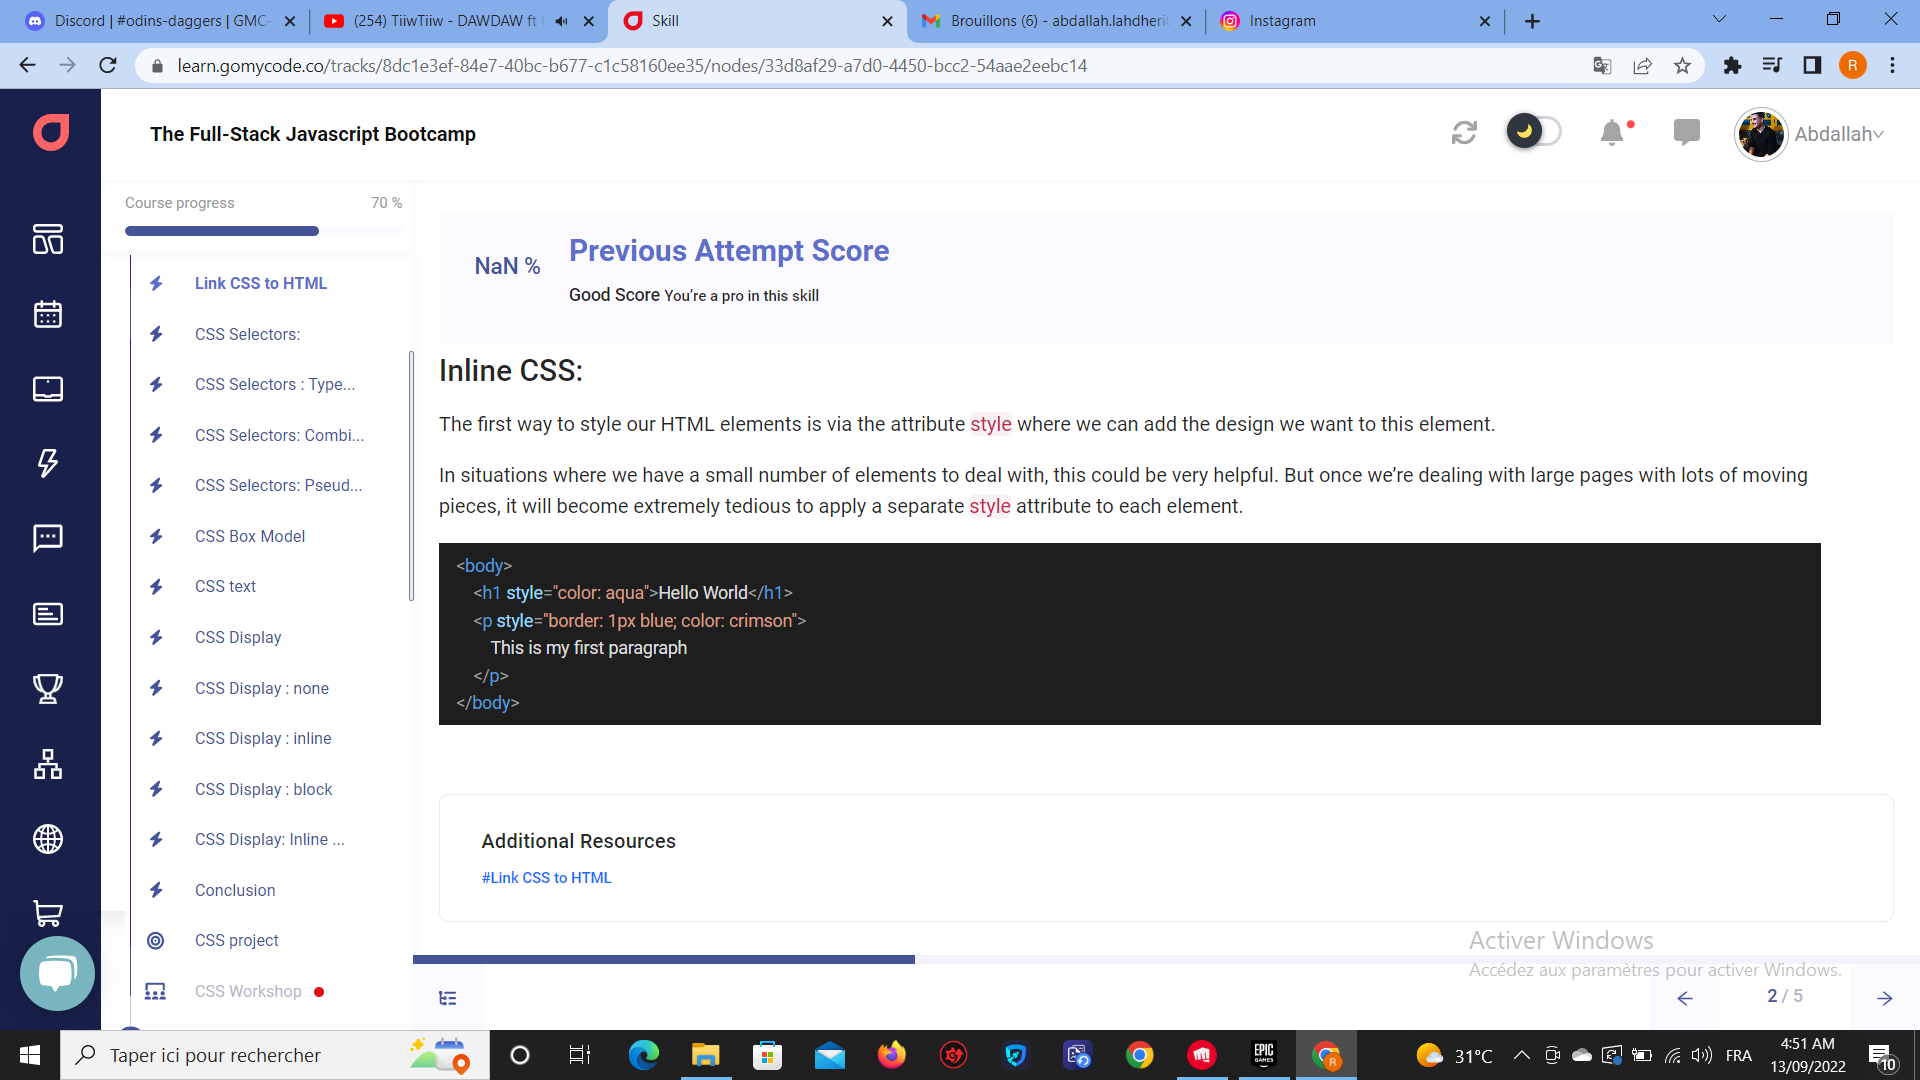 Discord | #odins-daggers | GMC-
(254) TiiwTiiw - DAWDAW ft
Skill
Brouillons (6) - abdallah.lahdheri
Instagram
learn.gomycode.co/tracks/8dc1e3ef-84e7-40bc-b677-c1c58160ee35/nodes/33d8af29-a7d0-4450-bcc2-54aae2eebc14
R
The Full-Stack Javascript Bootcamp
Abdallah
Course progress
70 %
Link CSS to HTML
CSS Selectors:
CSS Selectors : Type...
CSS Selectors: Combi...
CSS Selectors: Pseud...
CSS Box Model
CSS text
CSS Display
CSS Display : none
CSS Display : inline
CSS Display : block
CSS Display: Inline ...
Conclusion
CSS project
CSS Workshop
NaN %
Previous Attempt Score
Good Score You’re a pro in this skill
Inline CSS:
The first way to style our HTML elements is via the attribute style where we can add the design we want to this element.
In situations where we have a small number of elements to deal with, this could be very helpful. But once we’re dealing with large pages with lots of moving
pieces, it will become extremely tedious to apply a separate style attribute to each element.
<body>
<h1 style="color: aqua">Hello World</h1>
<p style="border: 1px blue; color: crimson">
This is my first paragraph
</p>
</body>
Additional Resources
#Link CSS to HTML
Activer Windows
Accédez aux paramètres pour activer Windows.
2 / 5
Taper ici pour rechercher
EPIC
GAMES
R
31°C
FRA
4:51 AM
13/09/2022
10